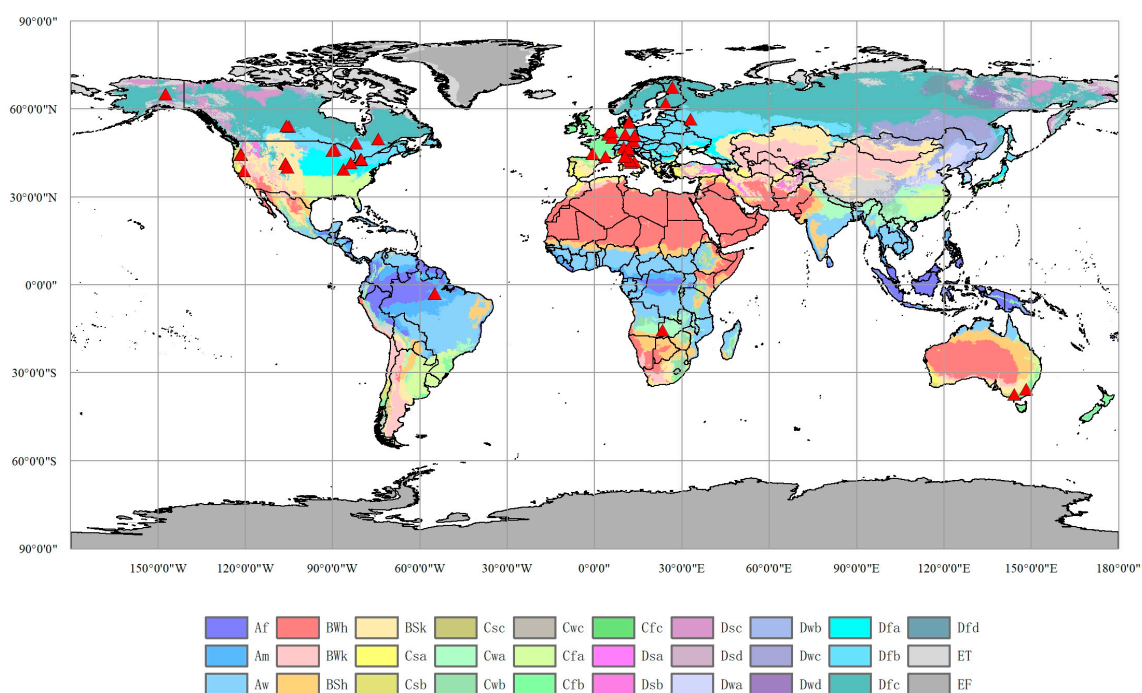 90°0'0"
60°0'0"N
30°0'0"N
0°0'0"
30°0'0"S
60°0'0"S
90°0'0"
150°0'0"W 120°0'0"W 90°0'0"W 60°0'0"W 30°0'0"W 0°0'0" 30°0'0"E 60°0'0"E 90°0'0"E 120°0'0"E 150°0'0"E 180°0'0"
Af BWh BSk Csc Cwc Cfc Dsc Dwb Dfa Dfd
Am BWk Csa Cwa Cfa Dsa Dsd Dwc Dfb ET
Aw BSh Csb Cwb Cfb Dsb Dwa Dwd Dfc EF